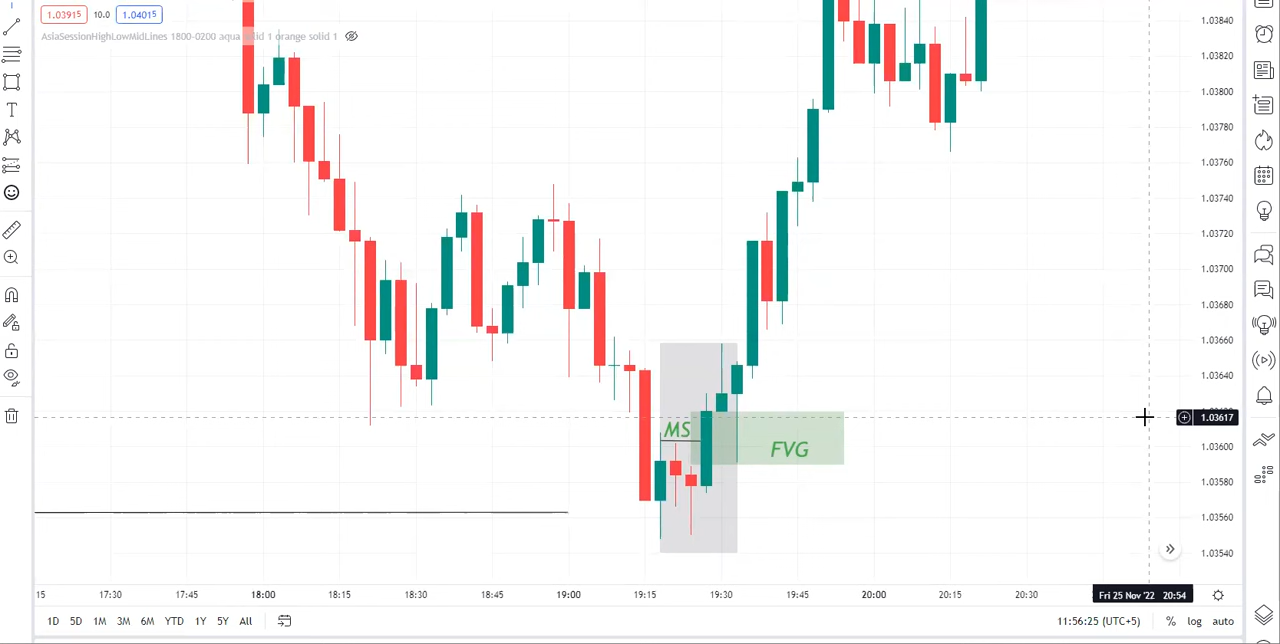 1.03915 10.0 1.04015
AsiaSessionHighLowMidLines 1800-0200 aqua solid 1 orange solid 1
T
1.03840
1.03820
1.03800
1.03780
1.03760
1.03740
1.03720
1.03700
1.03680
1.03660
1.03640
1.03617
1.03600
1.03580
1.03560
1.03540
MS
FVG
15 17:30 17:45 18:00 18:15 18:30 18:45 19:00 19:15 19:30 19:45 20:00 20:15 20:30 Fri 25 Nov '22 20:54
1D 5D 1M 3M 6M YTD 1Y 5Y All 11:56:25 (UTC+5) % log auto